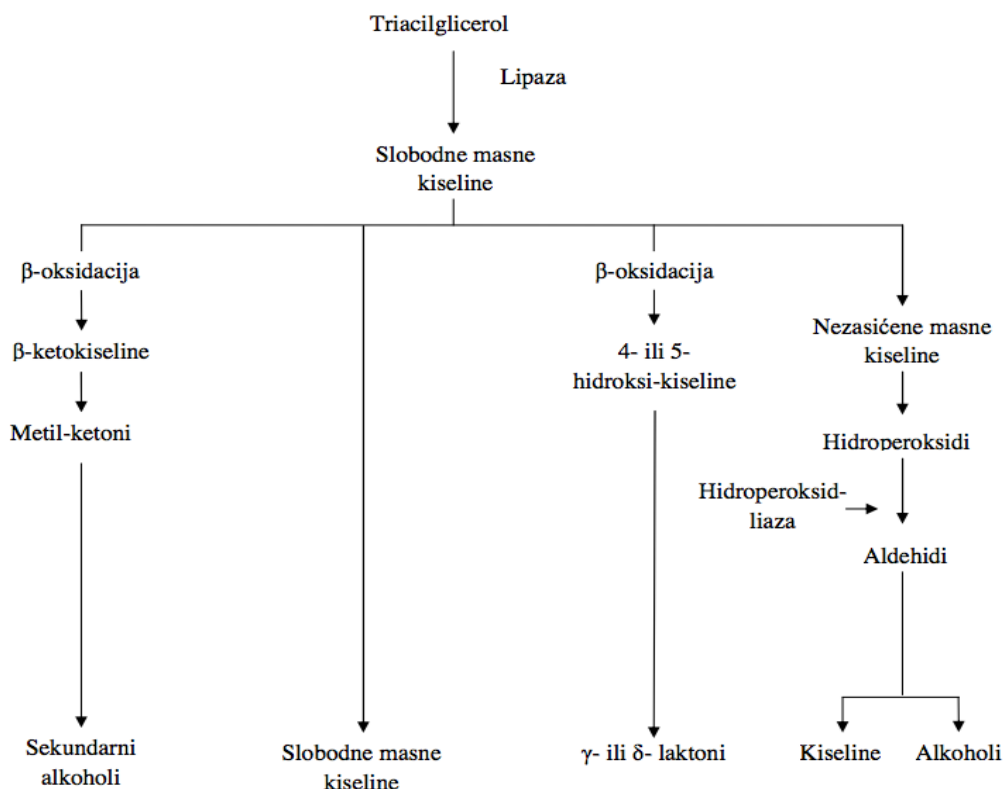 Triacilglicerol
Lipaza
Slobodne masne
kiseline
β-oksidacija
β-ketokiseline
Metil-ketoni
Sekundarni
alkoholi
Slobodne masne
kiseline
β-oksidacija
4- ili 5-
hidroksi-kiseline
γ- ili δ- laktoni
Nezasićene masne
kiseline
Hidroperoksidi
Hidroperoksid-
liaza
Aldehidi
Kiseline
Alkoholi